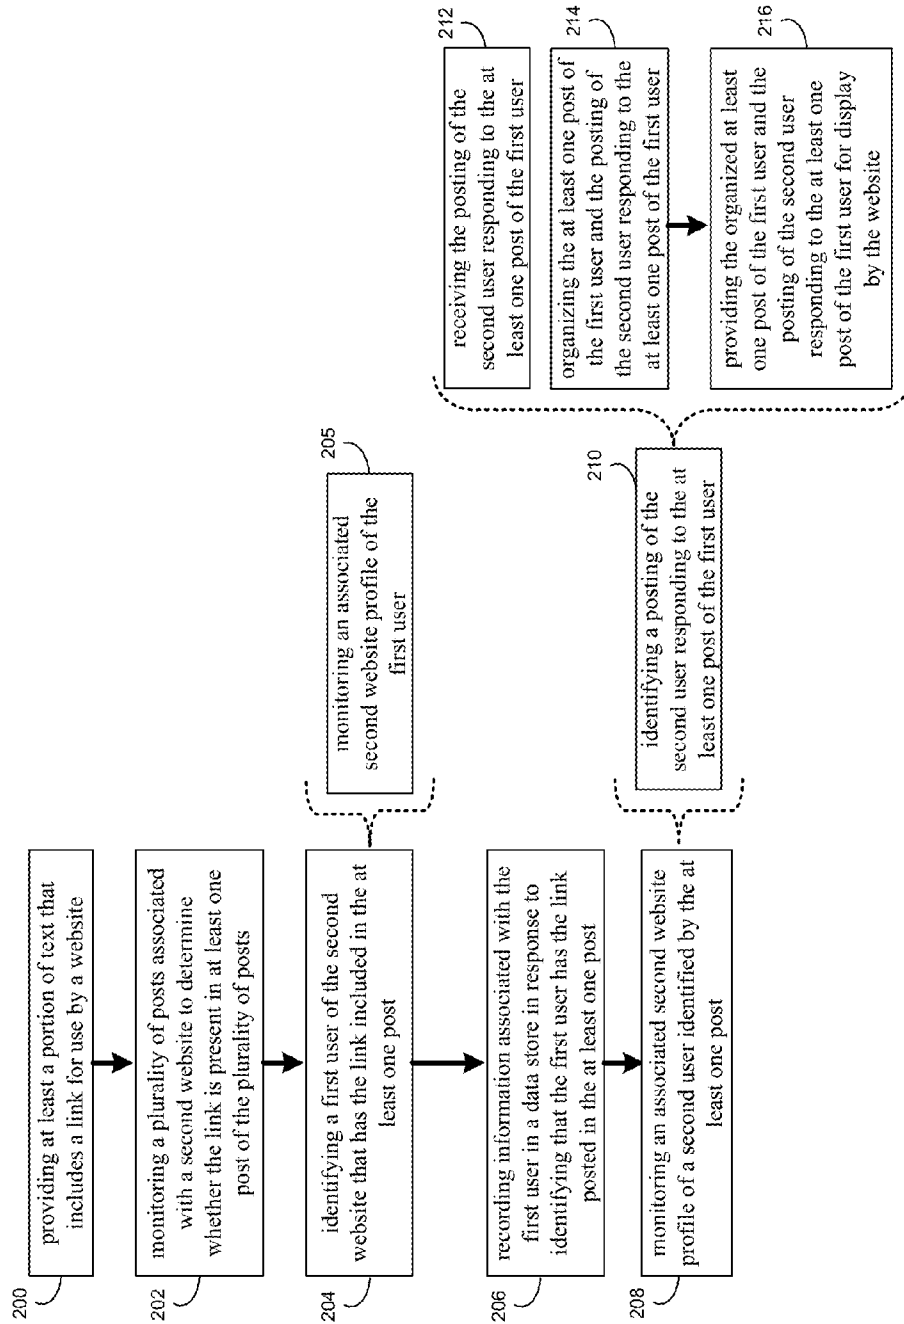 200
providing at least a portion of text that
includes a link for use by a website
202
monitoring a plurality of posts associated
with a second website to determine
whether the link is present in at least one
post of the plurality of posts
204
identifying a first user of the second
website that has the link included in the at
least one post
205
monitoring an associated
second website profile of the
first user
206
recording information associated with the
first user in a data store in response to
identifying that the first user has the link
posted in the at least one post
208
monitoring an associated second website
profile of a second user identified by the at
least one post
210
identifying a posting of the
second user responding to the at
least one post of the first user
212
receiving the posting of the
second user responding to the at
least one post of the first user
214
organizing the at least one post of
the first user and the posting of
the second user responding to the
at least one post of the first user
216
providing the organized at least
one post of the first user and the
posting of the second user
responding to the at least one
post of the first user for display
by the website